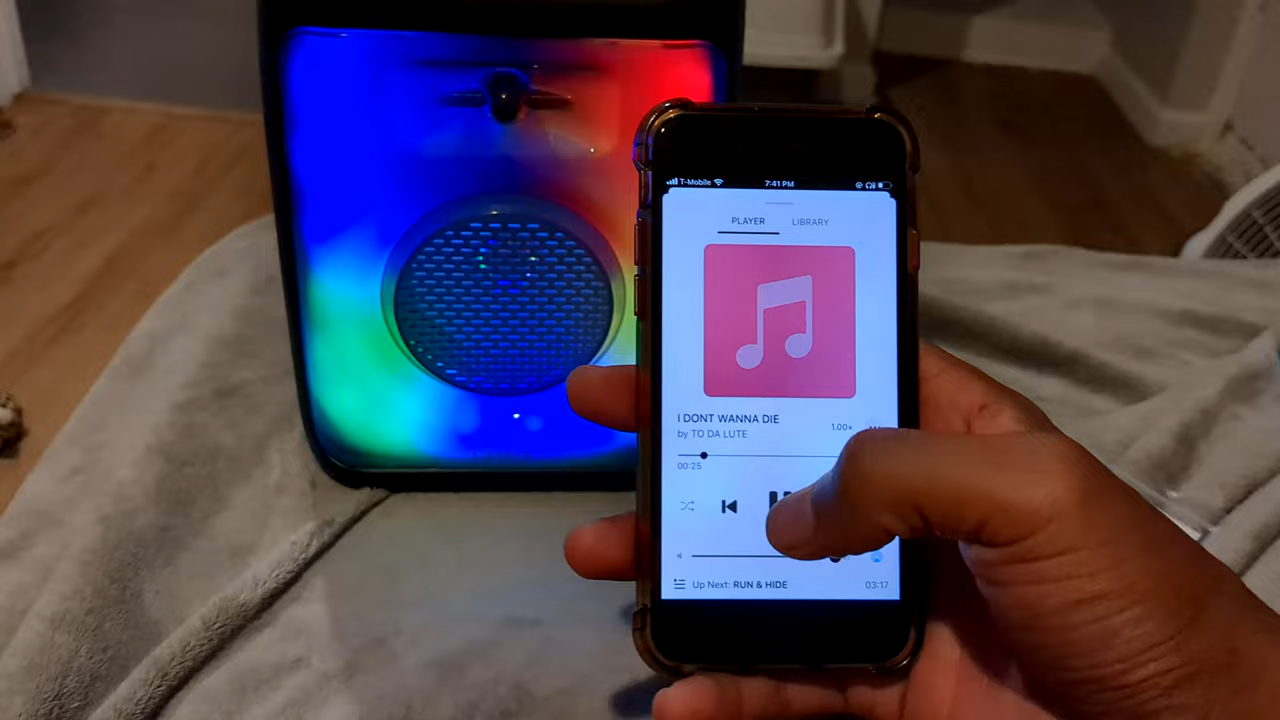 T-Mobile 7:41 PM
PLAYER LIBRARY
I DONT WANNA DIE
by TO DA LUTE
1.00×
00:25
Up Next: RUN & HIDE 03:17